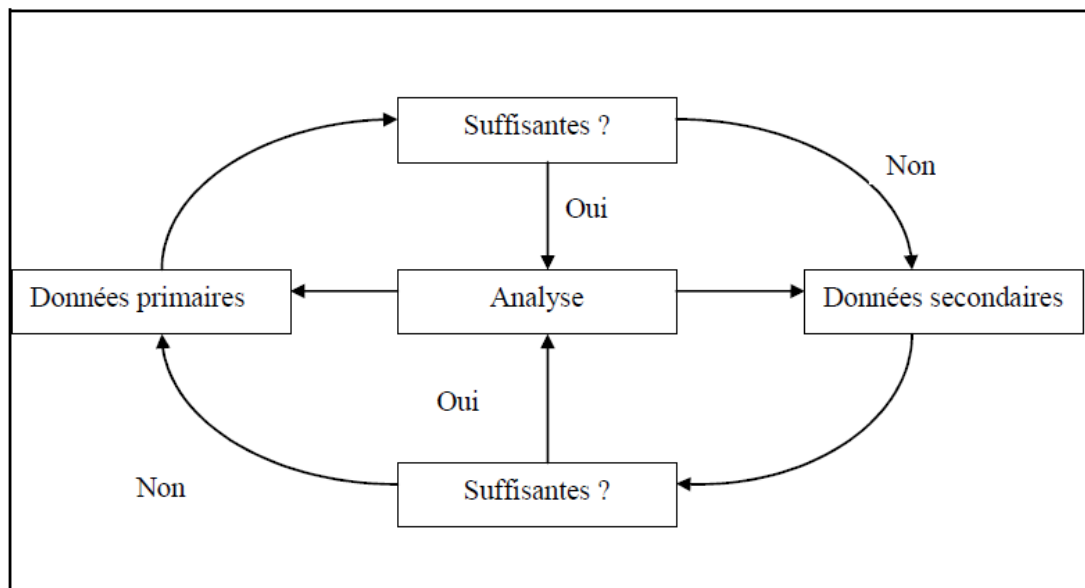 Suffisantes ?
Non
Oui
Données primaires
Analyse
Données secondaires
Oui
Suffisantes ?
Non